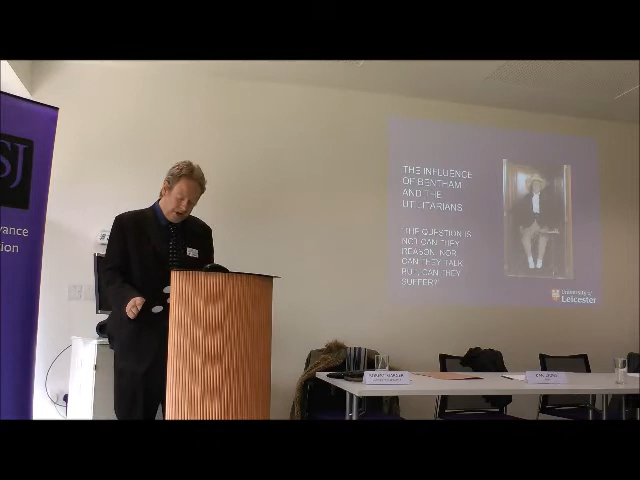 SJ
vance
tion
THE INFLUENCE
OF BENTHAM
AND THE
UTILITARIANS
'THE QUESTION IS
NOT CAN THEY
REASON, NOR
CAN THEY TALK
BUT, CAN THEY
SUFFER?'
University of
Leicester